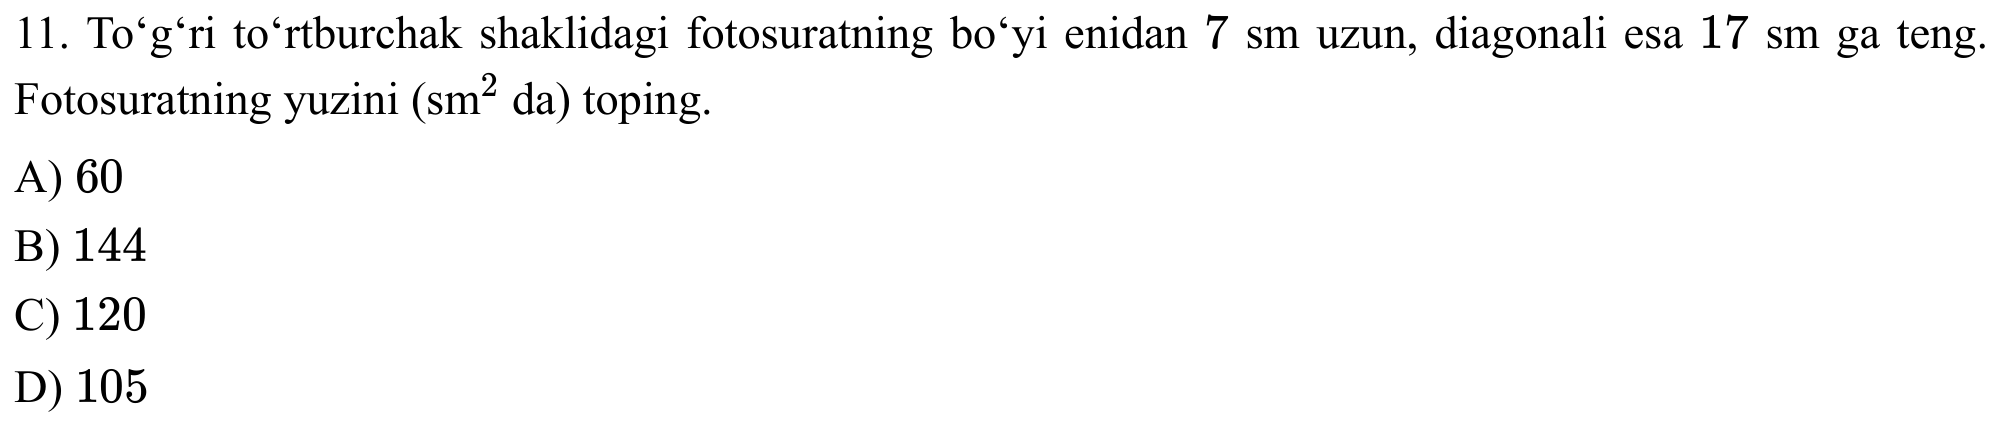 11. To‘g‘ri to‘rtburchak shaklidagi fotosuratning bo‘yi enidan 7 sm uzun, diagonali esa 17 sm ga teng.
Fotosuratning yuzini (sm² da) toping.
A) 60
B) 144
C) 120
D) 105